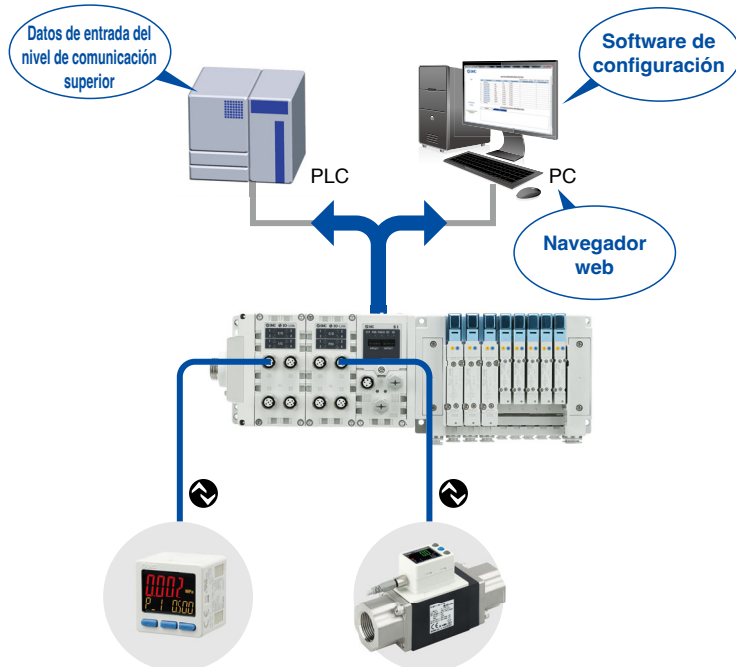 Datos de entrada del
nivel de comunicación
superior
Software de
configuración
PLC
PC
Navegador
web
0.002
MPa
P_1 0.500